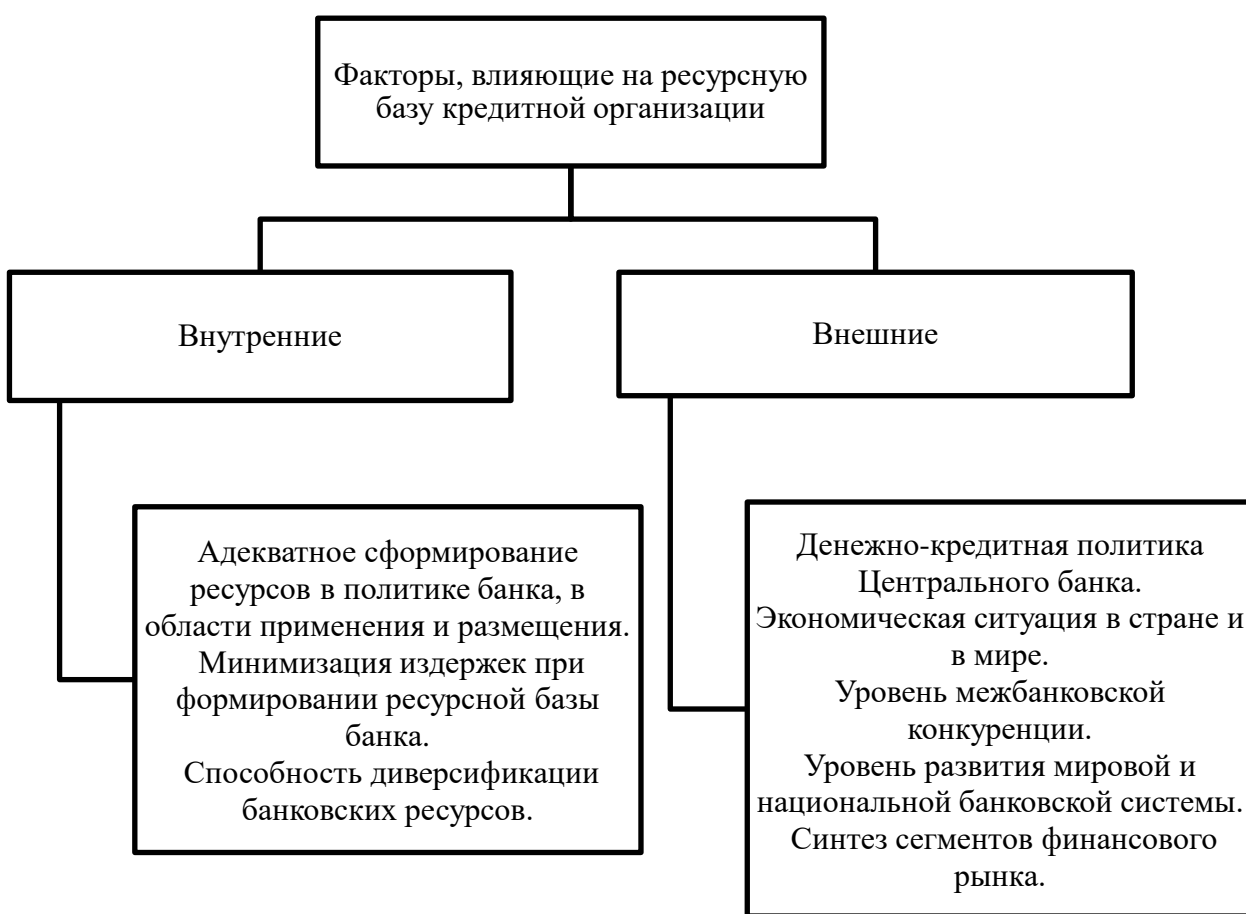 Факторы, влияющие на ресурсную
базу кредитной организации
Внутренние
Внешние
Адекватное сформирование
ресурсов в политике банка, в
области применения и размещения.
Минимизация издержек при
формировании ресурсной базы
банка.
Способность диверсификации
банковских ресурсов.
Денежно-кредитная политика
Центрального банка.
Экономическая ситуация в стране и
в мире.
Уровень межбанковской
конкуренции.
Уровень развития мировой и
национальной банковской системы.
Синтез сегментов финансового
рынка.